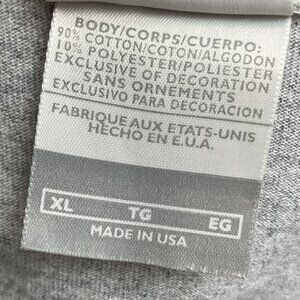 BODY/CORPS/CUERPO:
90% COTTON/COTON/ALGODON
10% POLYESTER/POLIESTER
EXCLUSIVE OF DECORATION
SANS ORNEMENTS
EXCLUSIVO PARA DECORACION
FABRIQUE AUX ETATS-UNIS
HECHO EN E.U.A.
XL TG EG
MADE IN USA